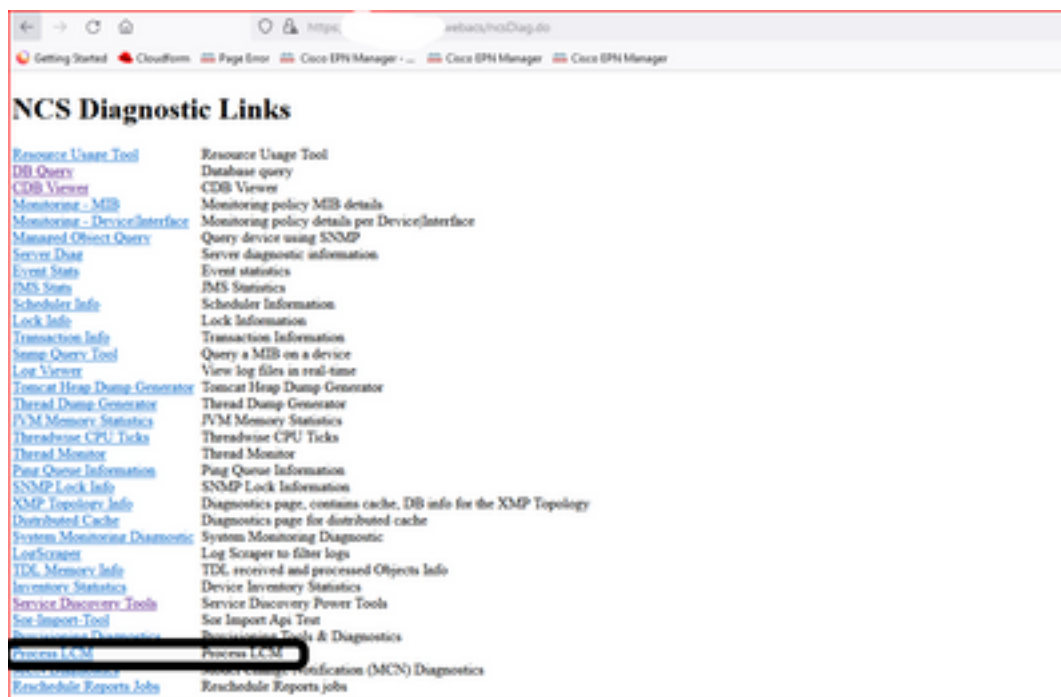 https: webacs/ncsDiag.do
Getting Started Cloudform Page Error Cisco EPN Manager - ... Cisco EPN Manager Cisco EPN Manager
NCS Diagnostic Links
Resource Usage Tool Resource Usage Tool
DB Query Database query
CDB Viewer CDB Viewer
Monitoring - MIB Monitoring policy MIB details
Monitoring - Device|Interface Monitoring policy details per Device|Interface
Managed Object Query Query device using SNMP
Server Diag Server diagnostic information
Event Stats Event statistics
JMS Stats JMS Statistics
Scheduler Info Scheduler Information
Lock Info Lock Information
Transaction Info Transaction Information
Snmp Query Tool Query a MIB on a device
Log Viewer View log files in real-time
Tomcat Heap Dump Generator Tomcat Heap Dump Generator
Thread Dump Generator Thread Dump Generator
JVM Memory Statistics JVM Memory Statistics
Threadwise CPU Ticks Threadwise CPU Ticks
Thread Monitor Thread Monitor
Ping Queue Information Ping Queue Information
SNMP Lock Info SNMP Lock Information
XMP Topology Info Diagnostics page, contains cache, DB info for the XMP Topology
Distributed Cache Diagnostics page for distributed cache
System Monitoring Diagnostic System Monitoring Diagnostic
LogScraper Log Scraper to filter logs
TDL Memory Info TDL received and processed Objects Info
Inventory Statistics Device Inventory Statistics
Service Discovery Tools Service Discovery Power Tools
Sor-Import-Tool Sor Import Api Test
Provisioning Diagnostics Provisioning Tools & Diagnostics
Process LCM Process LCM
MCN Diagnostics Model Change Notification (MCN) Diagnostics
Reschedule Reports Jobs Reschedule Reports jobs